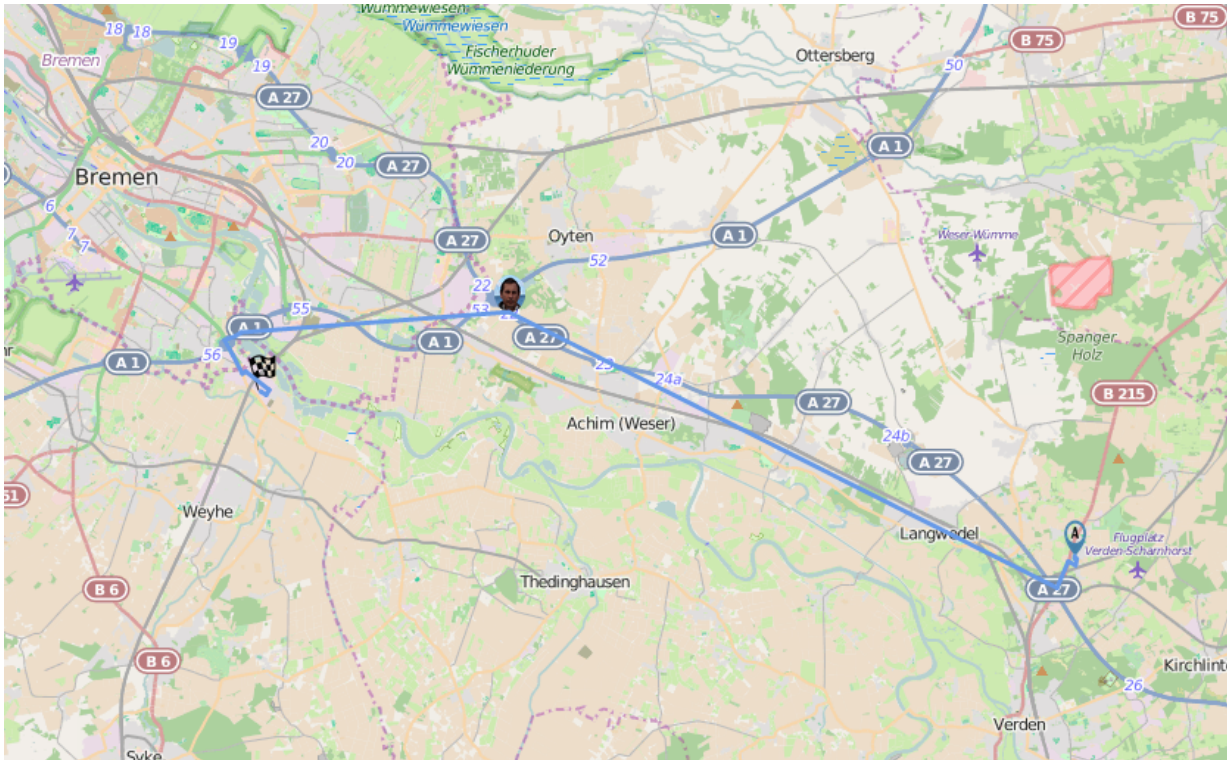 Wümmewiesen
Wümmewiesen
B 75
18
18
19
B 75
Bremen
Fischerhuder
Wümmeniederung
Ottersberg
50
19
A 27
20
20
A 27
A 1
Bremen
6
7
7
A 27
Oyten
A 1
Weser-Wümme
52
22
55
53
A 1
A 27
A 1
Spanger
Holz
56
A 1
23
24a
B 215
A 27
Achim (Weser)
24b
A 27
51
Weyhe
Langwedel
A
Flugplatz
Verden-Scharnhorst
B 6
Thedinghausen
A 27
B 6
Kirchlint
26
Verden
Syke